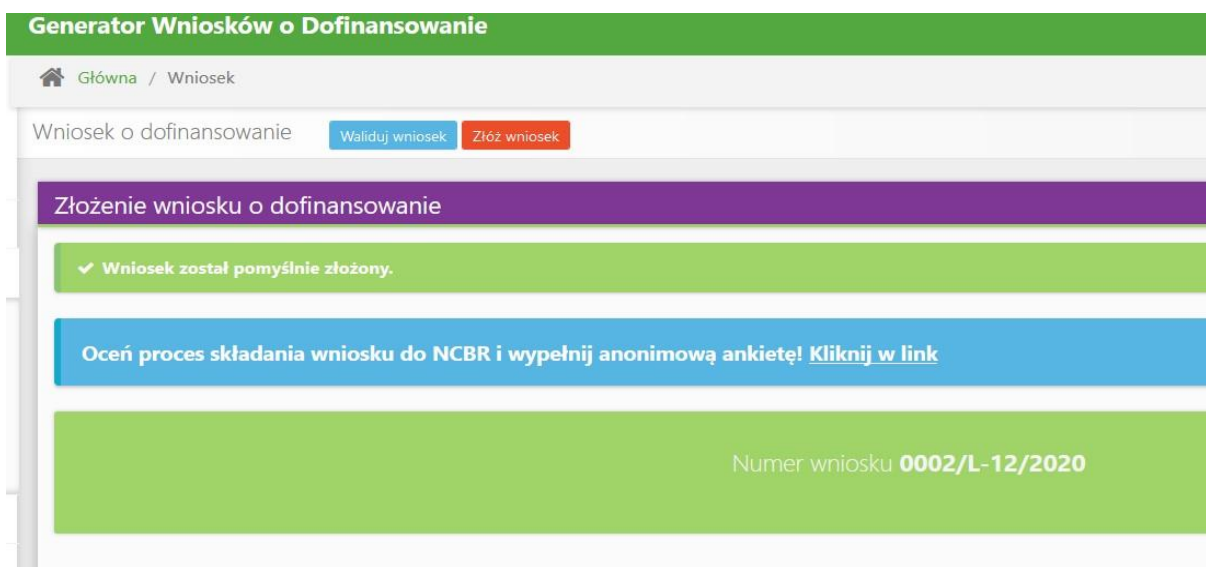 Generator Wniosków o Dofinansowanie
Główna / Wniosek
Wniosek o dofinansowanie Waliduj wniosek Złóż wniosek
Złożenie wniosku o dofinansowanie
Wniosek został pomyślnie złożony.
Oceń proces składania wniosku do NCBR i wypełnij anonimową ankietę! Kliknij w link
Numer wniosku 0002/L-12/2020